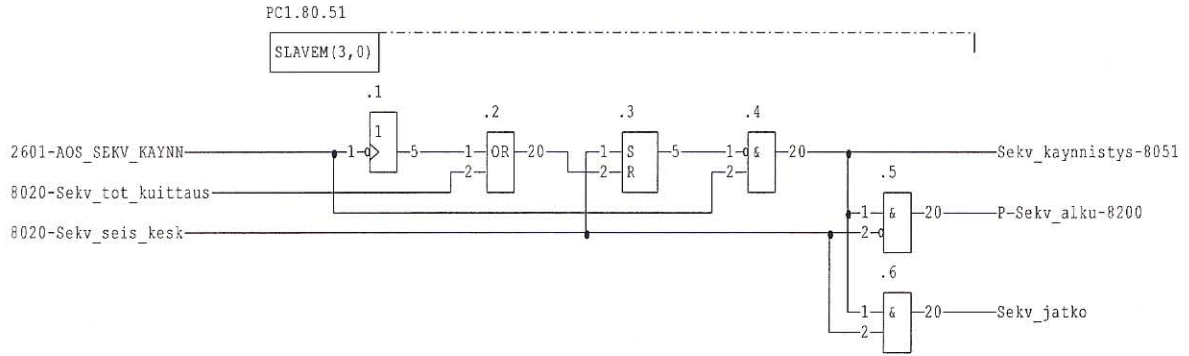 PC1.80.51
SLAVEM(3,0)
.1
.2
.3
.4
2601-AOS_SEKV_KAYNN 1 1 5 1 OR 20 1 S 5 1 & 20 Sekv_kaynnistys-8051
8020-Sekv_tot_kuittaus 2 2 R 2 .5
1 & 20 P-Sekv_alku-8200
8020-Sekv_seis_kesk 2
.6
1 & 20 Sekv_jatko
2